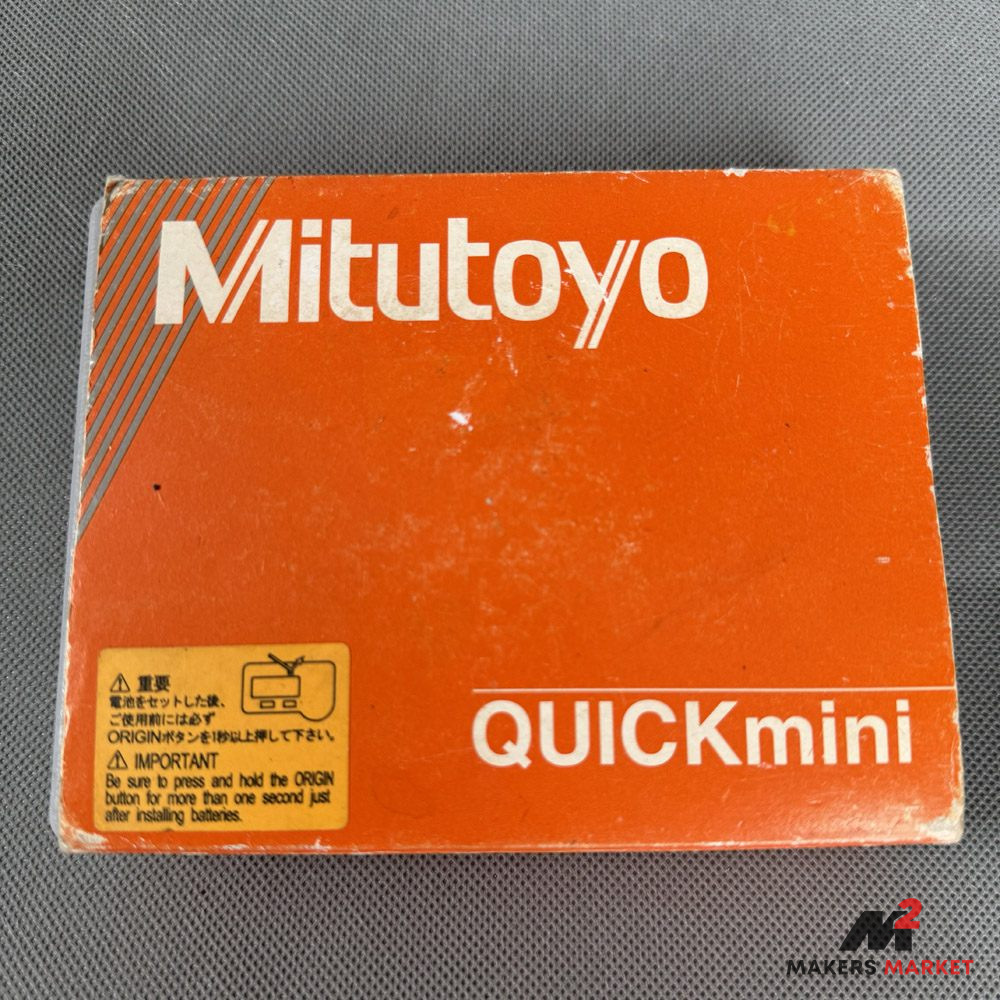 Mitutoyo
QUICKmini
⚠ 重要
電池をセットした後、
ご使用前には必ず
ORIGINボタンを1秒以上押して下さい。
⚠ IMPORTANT
Be sure to press and hold the ORIGIN
button for more than one second just
after installing batteries.
M2
MAKERS MARKET